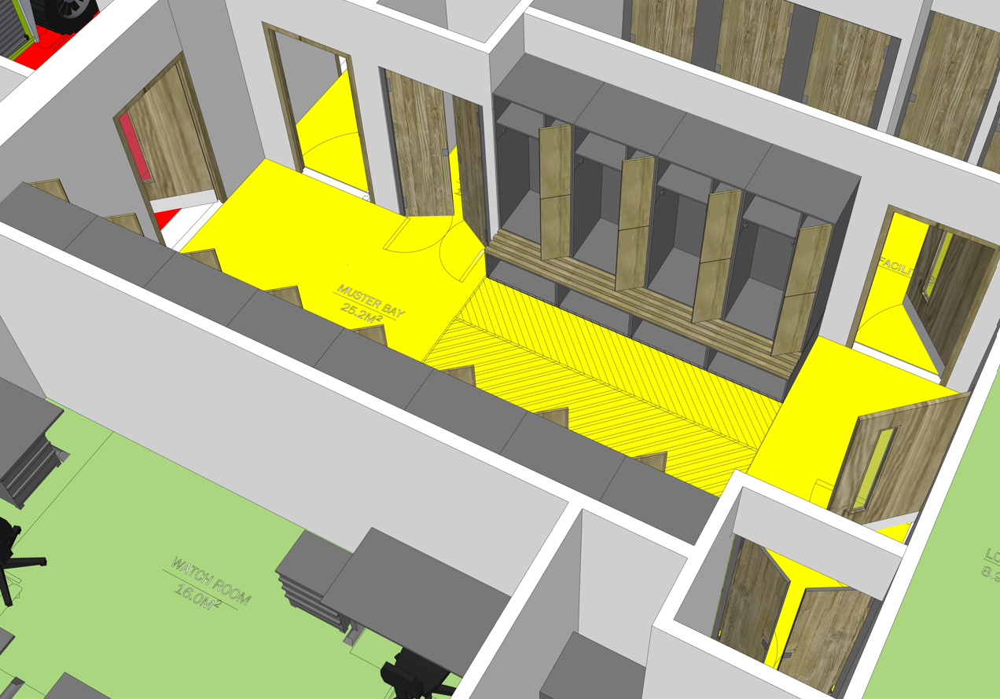 MUSTER BAY
25.2M²
WATCH ROOM
16.0M²